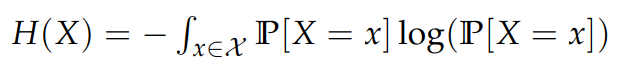 H(X) = − ∫_{x∈𝒳} ℙ[X = x] log(ℙ[X = x])